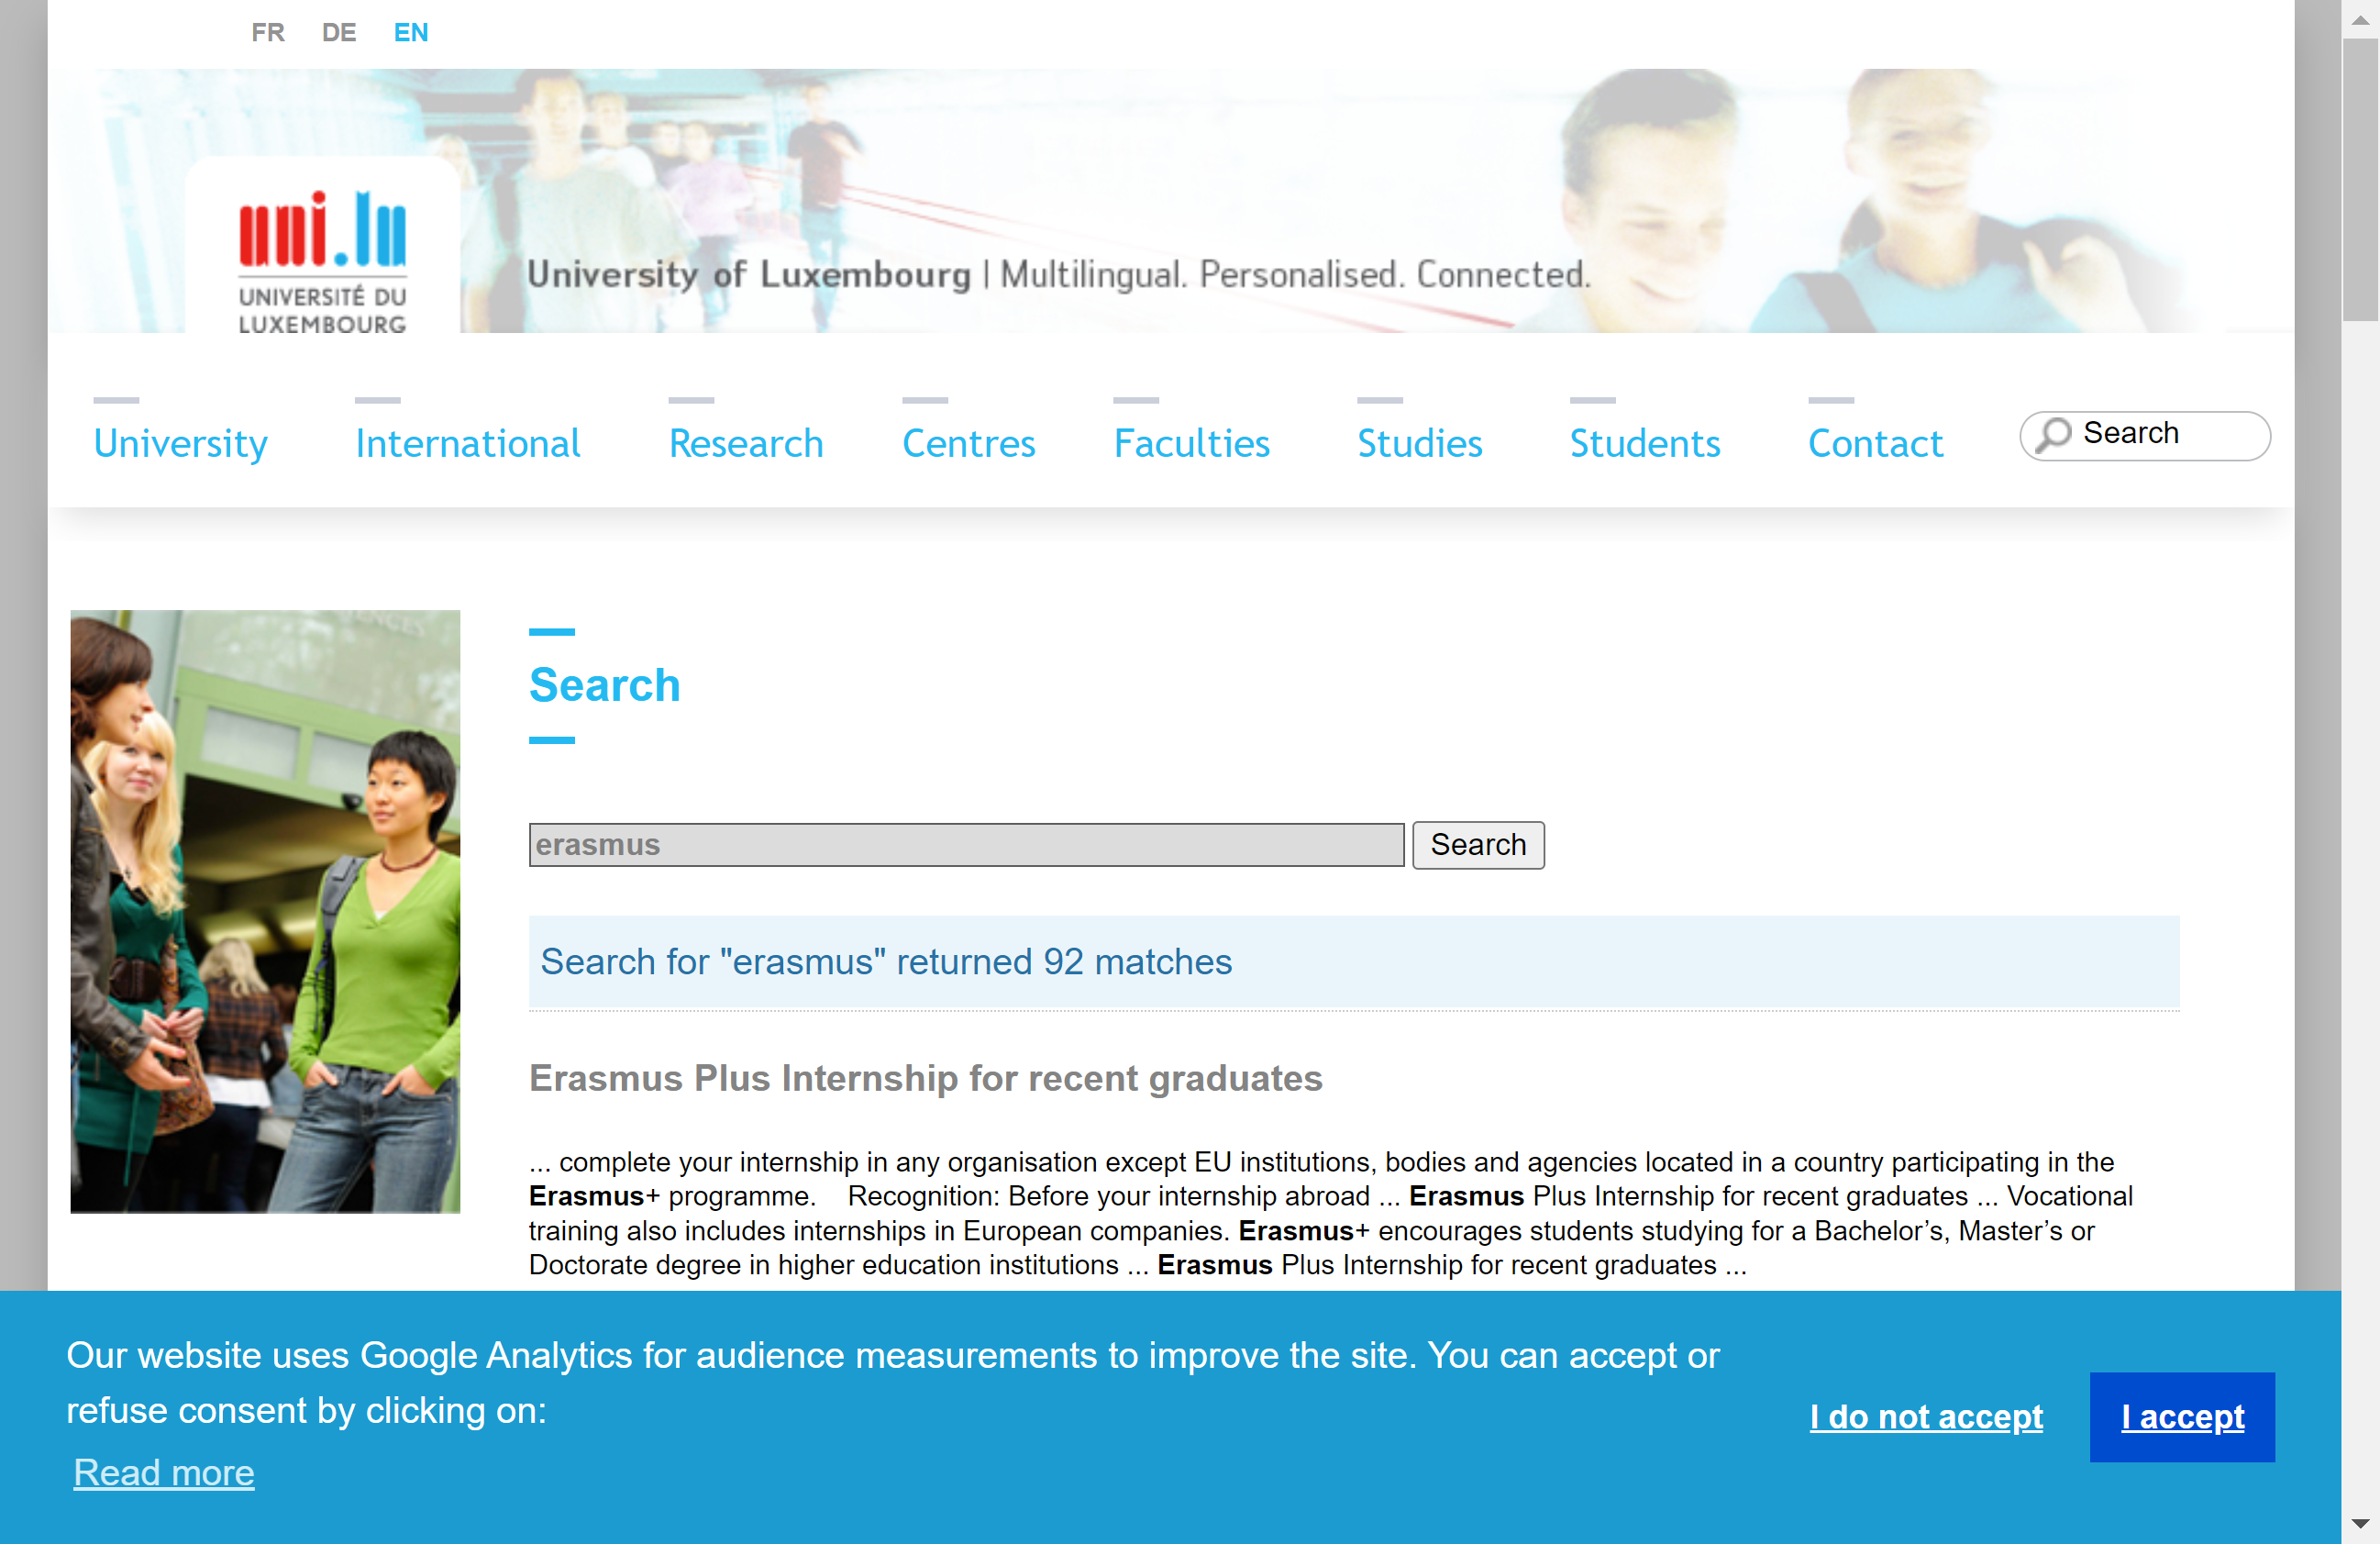 FR DE EN
uni.lu
UNIVERSITÉ DU
LUXEMBOURG
University of Luxembourg | Multilingual. Personalised. Connected.
University International Research Centres Faculties Studies Students Contact Search
Search
erasmus Search
Search for "erasmus" returned 92 matches
Erasmus Plus Internship for recent graduates
... complete your internship in any organisation except EU institutions, bodies and agencies located in a country participating in the
Erasmus+ programme. Recognition: Before your internship abroad ... Erasmus Plus Internship for recent graduates ... Vocational
training also includes internships in European companies. Erasmus+ encourages students studying for a Bachelor’s, Master’s or
Doctorate degree in higher education institutions ... Erasmus Plus Internship for recent graduates ...
Our website uses Google Analytics for audience measurements to improve the site. You can accept or
refuse consent by clicking on:
Read more
I do not accept I accept